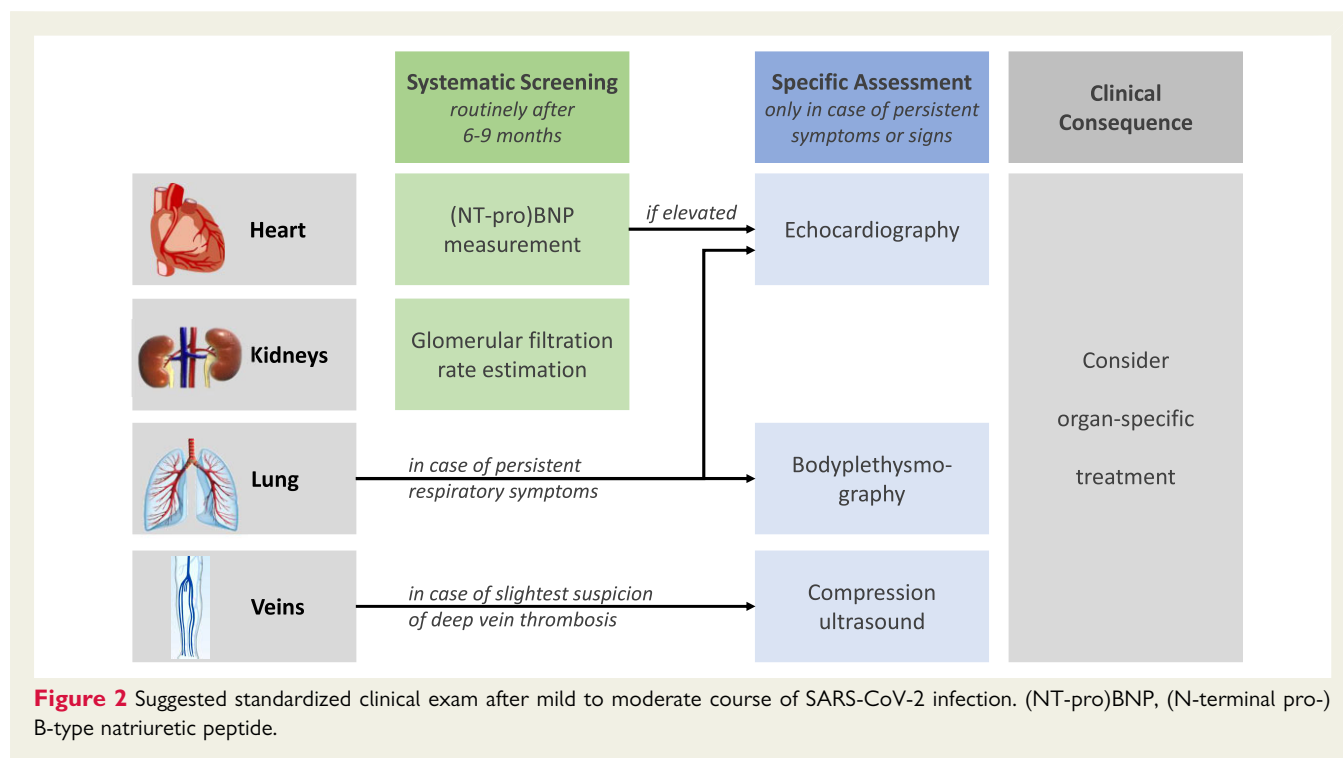 Systematic Screening
routinely after
6-9 months
Specific Assessment
only in case of persistent
symptoms or signs
Clinical
Consequence
Heart
(NT-pro)BNP
measurement
if elevated
Echocardiography
Kidneys
Glomerular filtration
rate estimation
Lung
in case of persistent
respiratory symptoms
Bodyplethysmo-
graphy
Veins
in case of slightest suspicion
of deep vein thrombosis
Compression
ultrasound
Consider
organ-specific
treatment
Figure 2 Suggested standardized clinical exam after mild to moderate course of SARS-CoV-2 infection. (NT-pro)BNP, (N-terminal pro-)
B-type natriuretic peptide.